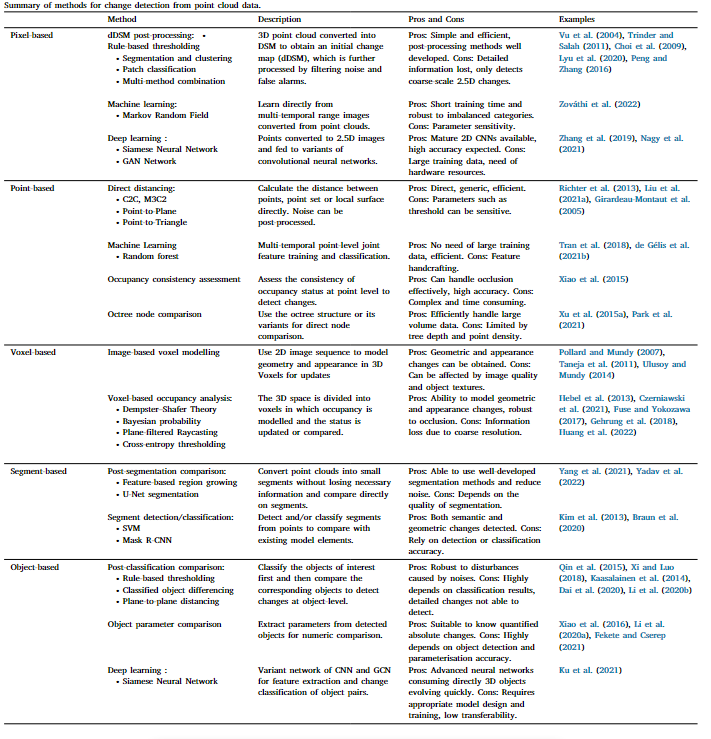 Summary of methods for change detection from point cloud data.
Method Description Pros and Cons Examples
Pixel-based dDSM post-processing: • 3D point cloud converted into Pros: Simple and efficient, Vu et al. (2004), Trinder and
Rule-based thresholding DSM to obtain an initial change post-processing methods well Salah (2011), Choi et al. (2009),
• Segmentation and clustering map (dDSM), which is further developed. Cons: Detailed Lyu et al. (2020), Peng and
• Patch classification processed by filtering noise and information lost, only detects Zhang (2016)
• Multi-method combination false alarms. coarse-scale 2.5D changes.
Machine learning: Learn directly from Pros: Short training time and Zováthi et al. (2022)
• Markov Random Field multi-temporal range images robust to imbalanced categories.
converted from point clouds. Cons: Parameter sensitivity.
Deep learning : Points converted to 2.5D images Pros: Mature 2D CNNs available, Zhang et al. (2019), Nagy et al.
• Siamese Neural Network and fed to variants of high accuracy expected. Cons: (2021)
• GAN Network convolutional neural networks. Large training data, need of
hardware resources.
Point-based Direct distancing: Calculate the distance between Pros: Direct, generic, efficient. Richter et al. (2013), Liu et al.
• C2C, M3C2 points, point set or local surface Cons: Parameters such as (2021a), Girardeau-Montaut et al.
• Point-to-Plane directly. Noise can be threshold can be sensitive. (2005)
• Point-to-Triangle post-processed.
Machine Learning Multi-temporal point-level joint Pros: No need of large training Tran et al. (2018), de Gélis et al.
• Random forest feature training and classification. data, efficient. Cons: Feature (2021b)
handcrafting.
Occupancy consistency assessment Assess the consistency of Pros: Can handle occlusion Xiao et al. (2015)
occupancy status at point level to effectively, high accuracy. Cons:
detect changes. Complex and time consuming.
Octree node comparison Use the octree structure or its Pros: Efficiently handle large Xu et al. (2015a), Park et al.
variants for direct node volume data. Cons: Limited by (2021)
comparison. tree depth and point density.
Voxel-based Image-based voxel modelling Use 2D image sequence to model Pros: Geometric and appearance Pollard and Mundy (2007),
geometry and appearance in 3D changes can be obtained. Cons: Taneja et al. (2011), Ulusoy and
Voxels for updates Can be affected by image quality Mundy (2014)
and object textures.
Voxel-based occupancy analysis: The 3D space is divided into Pros: Ability to model geometric Hebel et al. (2013), Czerniawski
• Dempster-Shafer Theory voxels in which occupancy is and appearance changes, robust et al. (2021), Fuse and Yokozawa
• Bayesian probability modelled and the status is to occlusion. Cons: Information (2017), Gehrung et al. (2018),
• Plane-filtered Raycasting updated or compared. loss due to coarse resolution. Huang et al. (2022)
• Cross-entropy thresholding
Segment-based Post-segmentation comparison: Convert point clouds into small Pros: Able to use well-developed Yang et al. (2021), Yadav et al.
• Feature-based region growing segments without losing necessary segmentation methods and reduce (2022)
• U-Net segmentation information and compare directly noise. Cons: Depends on the
on segments. quality of segmentation.
Segment detection/classification: Detect and/or classify segments Pros: Both semantic and Kim et al. (2013), Braun et al.
• SVM from points to compare with geometric changes detected. Cons: (2020)
• Mask R-CNN existing model elements. Rely on detection or classification
accuracy.
Object-based Post-classification comparison: Classify the objects of interest Pros: Robust to disturbances Qin et al. (2015), Xi and Luo
• Rule-based thresholding first and then compare the caused by noises. Cons: Highly (2018), Kaasalainen et al. (2014),
• Classified object differencing corresponding objects to detect depends on classification results, Dai et al. (2020), Li et al. (2020b)
• Plane-to-plane distancing changes at object-level. detailed changes not able to
detect.
Object parameter comparison Extract parameters from detected Pros: Suitable to know quantified Xiao et al. (2016), Li et al.
objects for numeric comparison. absolute changes. Cons: Highly (2020a), Fekete and Cserep
depends on object detection and (2021)
parameterisation accuracy.
Deep learning : Variant network of CNN and GCN Pros: Advanced neural networks Ku et al. (2021)
• Siamese Neural Network for feature extraction and change consuming directly 3D objects
classification of object pairs. evolving quickly. Cons: Requires
appropriate model design and
training, low transferability.